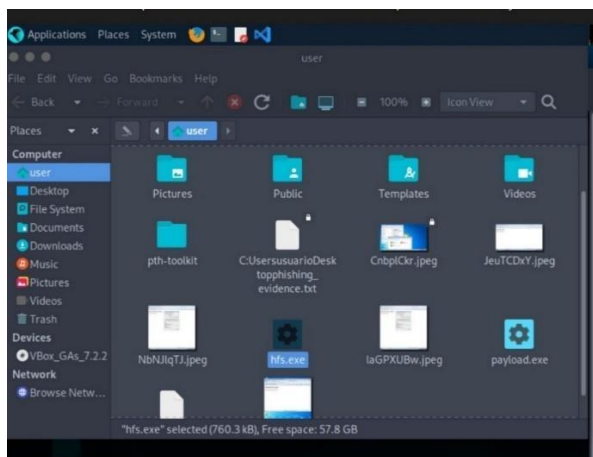 Applications Places System
user
File Edit View Go Bookmarks Help
Back Forward 100% Icon View
Places × user
Computer
user
Desktop
File System
Documents
Downloads
Music
Pictures
Videos
Trash
Devices
VBox_GAs_7.2.2
Network
Browse Netw...
Pictures Public Templates Videos
pth-toolkit C:UsersusuarioDesk CnbplCkr.jpeg JeuTCDxY.jpeg
topphishing_
evidence.txt
NbNJlqTJ.jpeg hfs.exe laGPXUBw.jpeg payload.exe
"hfs.exe" selected (760.3 kB), Free space: 57.8 GB